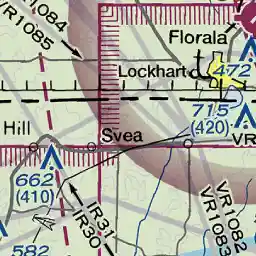 VR1084
VR1085
Florala
Lockhart
472
715
(420)
VR
Hill
Svea
662
(410)
IR31
IR30
VR1082
VR1083
582